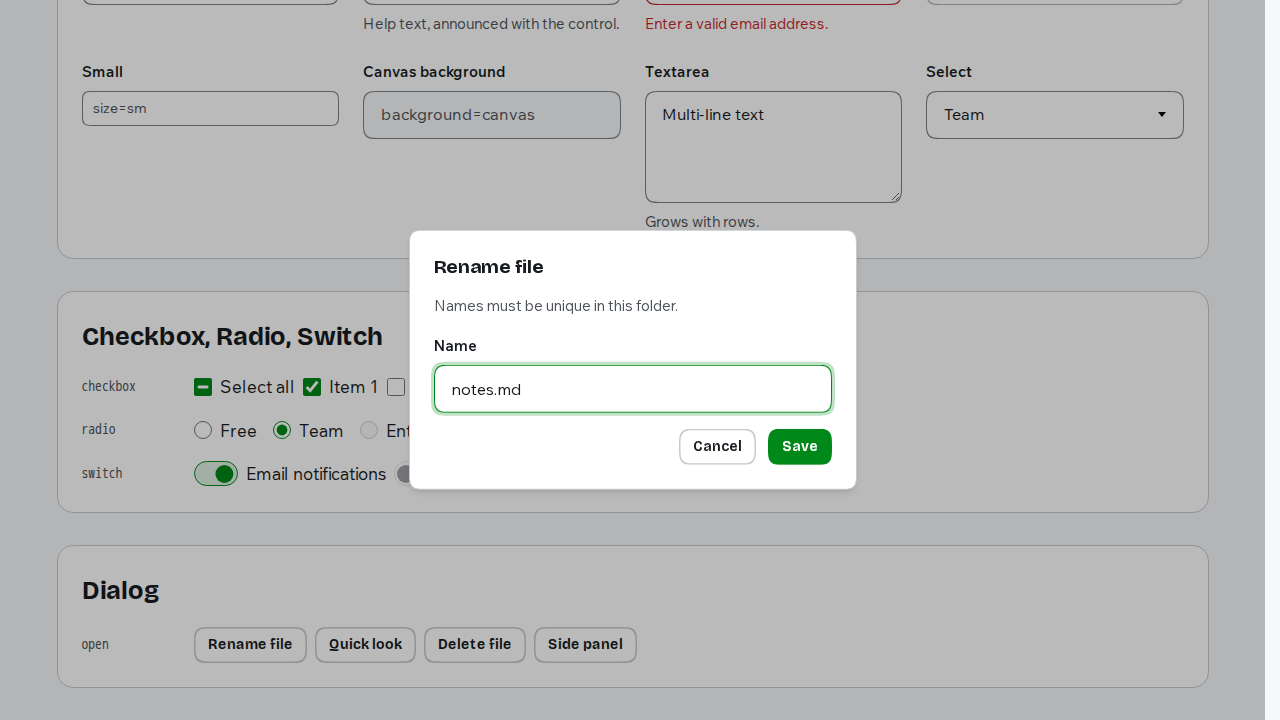 Help text, announced with the control.
Enter a valid email address.
Small
Canvas background
Textarea
Select
size=sm
background=canvas
Multi-line text
Team
Grows with rows.
Rename file
Names must be unique in this folder.
Name
notes.md
Cancel
Save
Checkbox, Radio, Switch
checkbox
Select all
Item 1
radio
Free
Team
switch
Email notifications
Dialog
open
Rename file
Quick look
Delete file
Side panel